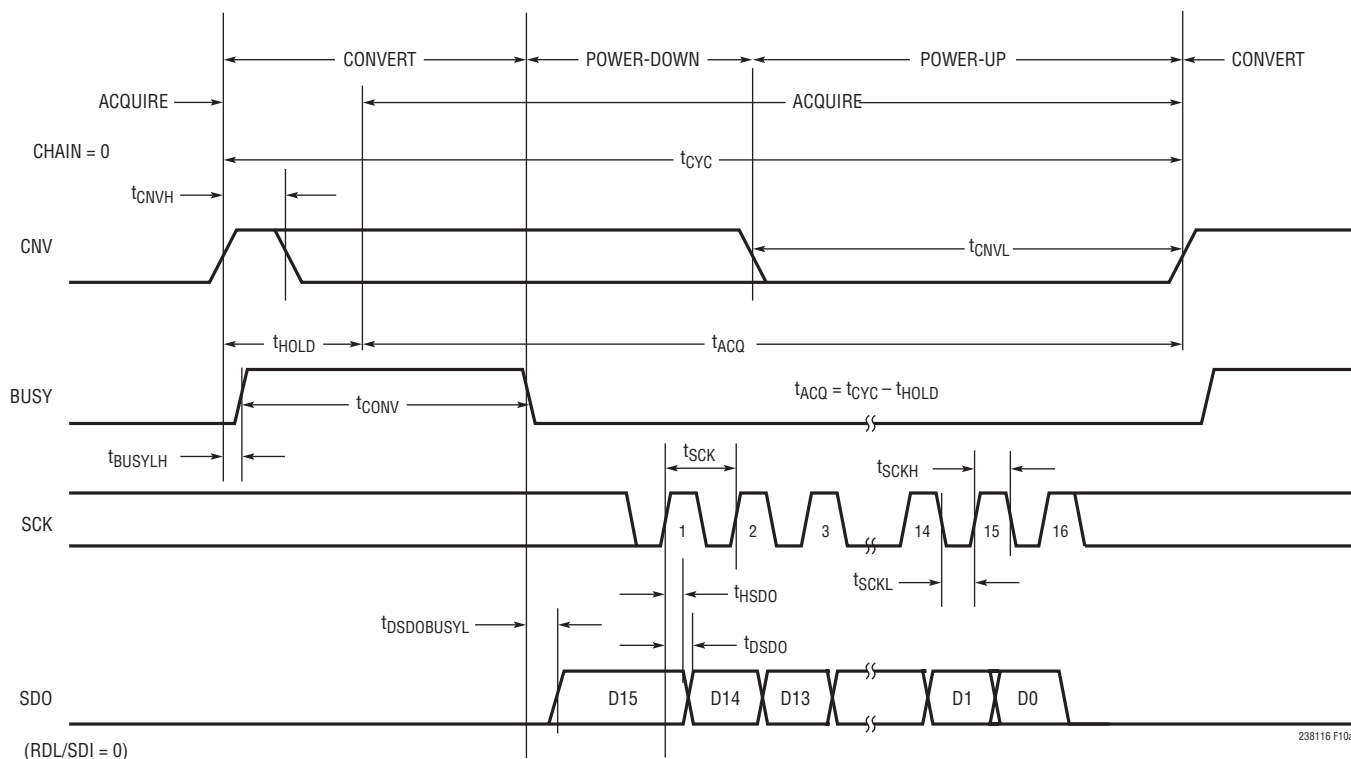 CONVERT POWER-DOWN POWER-UP CONVERT
ACQUIRE ACQUIRE
CHAIN = 0
tCYC
tCNVH
CNV
tCNVL
tHOLD tACQ
BUSY
tCONV
tACQ = tCYC – tHOLD
tBUSYLH
tSCK
tSCKH
SCK
1 2 3 14 15 16
tSCKL
tHSDO
tDSDOBUSYL
tDSDO
SDO
D15 D14 D13 D1 D0
238116 F10a
(RDL/SDI = 0)